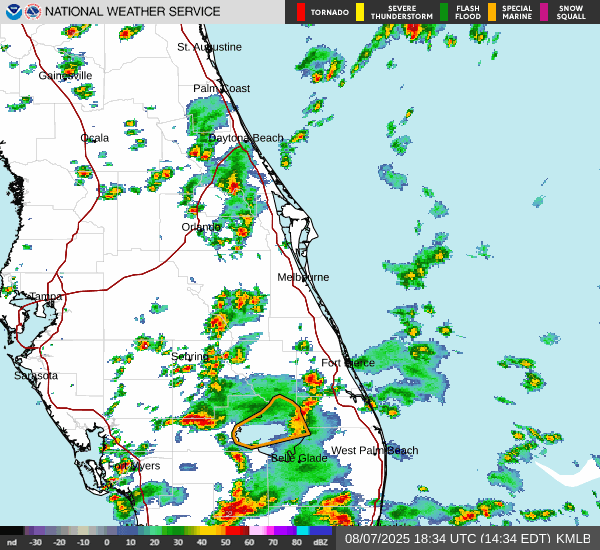 NATIONAL WEATHER SERVICE
TORNADO
SEVERE
THUNDERSTORM
FLASH
FLOOD
SPECIAL
MARINE
SNOW
SQUALL
St. Augustine
Gainesville
Palm Coast
Ocala
Daytona Beach
Orlando
Melbourne
Tampa
Sebring
Fort Pierce
Sarasota
West Palm Beach
Belle Glade
Fort Myers
nd -30 -20 -10 0 10 20 30 40 50 60 70 80 dBZ
08/07/2025 18:34 UTC (14:34 EDT) KMLB